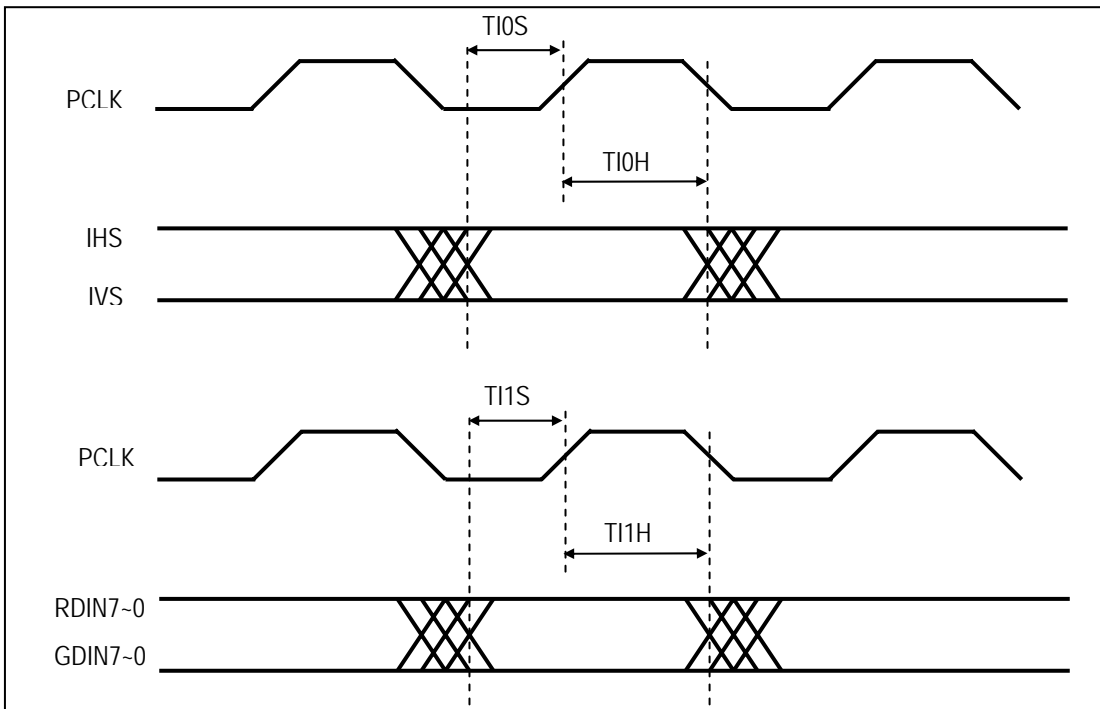 TI0S
PCLK
TI0H
IHS
IVS
TI1S
PCLK
TI1H
RDIN7~0
GDIN7~0